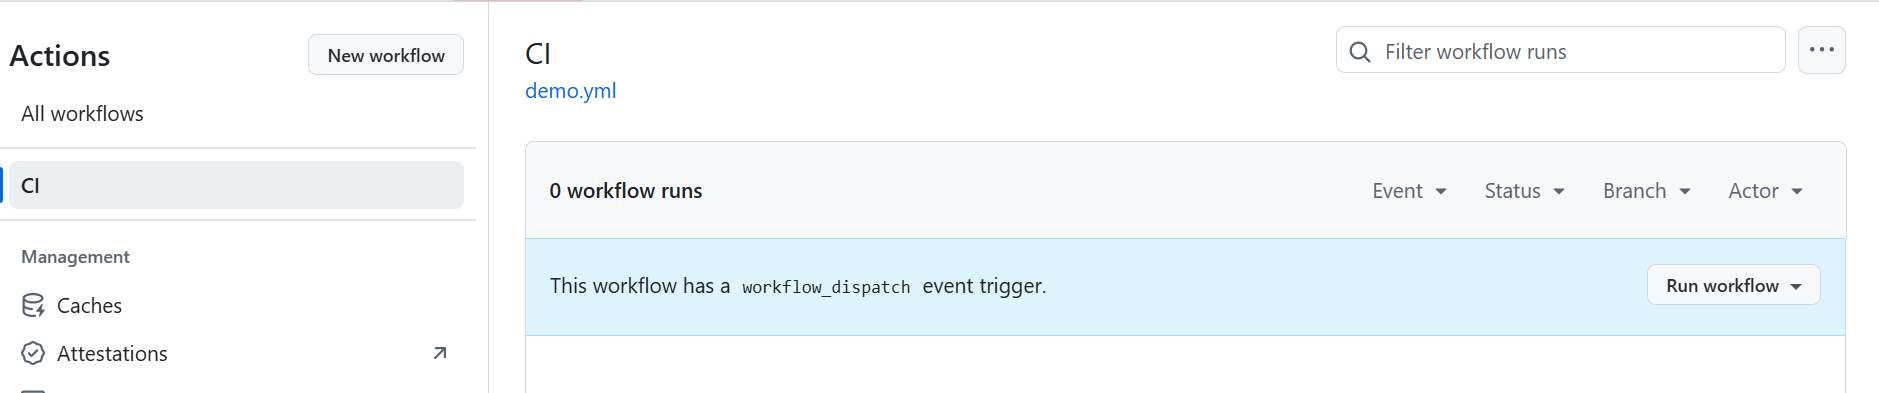 Actions
New workflow
All workflows
CI
Management
Caches
Attestations
CI
demo.yml
Filter workflow runs
0 workflow runs
Event
Status
Branch
Actor
This workflow has a workflow_dispatch event trigger.
Run workflow